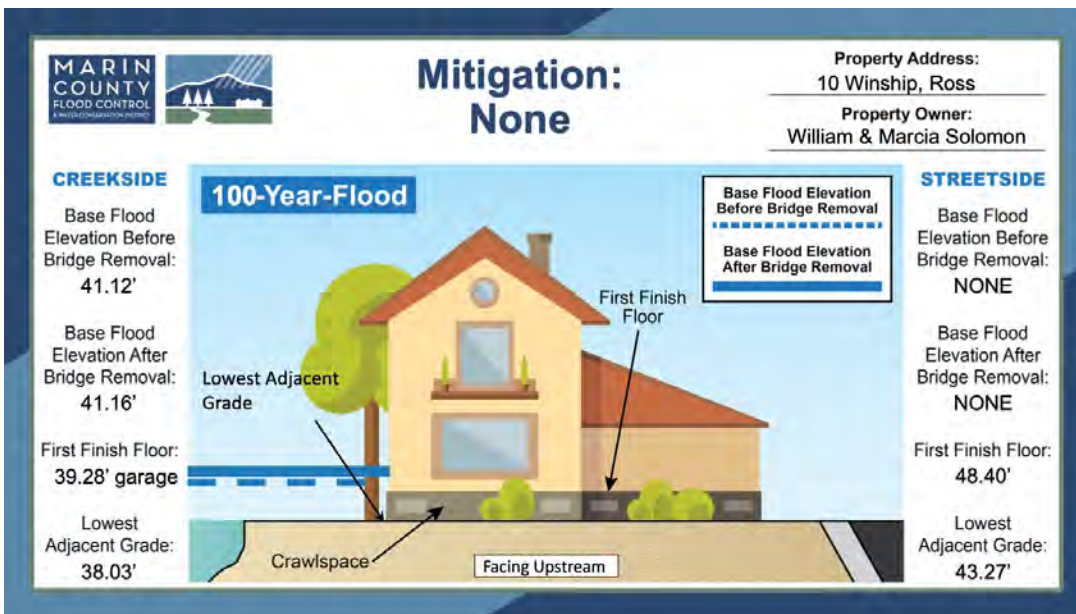 MARIN
COUNTY
FLOOD CONTROL
& WATER CONSERVATION DISTRICT
Mitigation:
None
Property Address:
10 Winship, Ross
Property Owner:
William & Marcia Solomon
CREEKSIDE
Base Flood
Elevation Before
Bridge Removal:
41.12'
Base Flood
Elevation After
Bridge Removal:
41.16'
First Finish Floor:
39.28' garage
Lowest
Adjacent Grade:
38.03'
100-Year-Flood
Base Flood Elevation
Before Bridge Removal
Base Flood Elevation
After Bridge Removal
First Finish
Floor
Lowest Adjacent
Grade
Crawlspace
Facing Upstream
STREETSIDE
Base Flood
Elevation Before
Bridge Removal:
NONE
Base Flood
Elevation After
Bridge Removal:
NONE
First Finish Floor:
48.40'
Lowest
Adjacent Grade:
43.27'